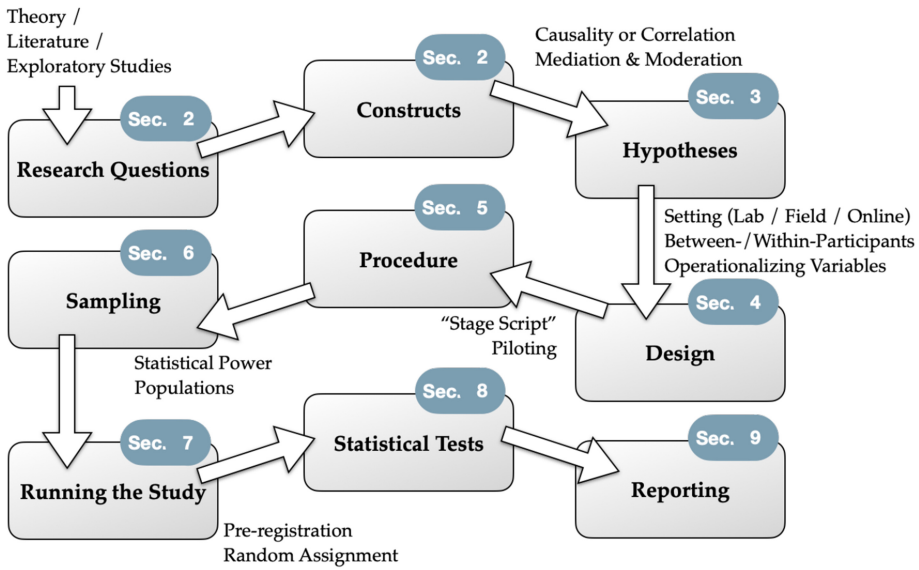 Theory /
Literature /
Exploratory Studies
Sec. 2
Research Questions
Sec. 2
Constructs
Causality or Correlation
Mediation & Moderation
Sec. 3
Hypotheses
Setting (Lab / Field / Online)
Between-/Within-Participants
Operationalizing Variables
Sec. 4
Design
“Stage Script”
Piloting
Sec. 5
Procedure
Sec. 6
Sampling
Statistical Power
Populations
Sec. 7
Running the Study
Pre-registration
Random Assignment
Sec. 8
Statistical Tests
Sec. 9
Reporting